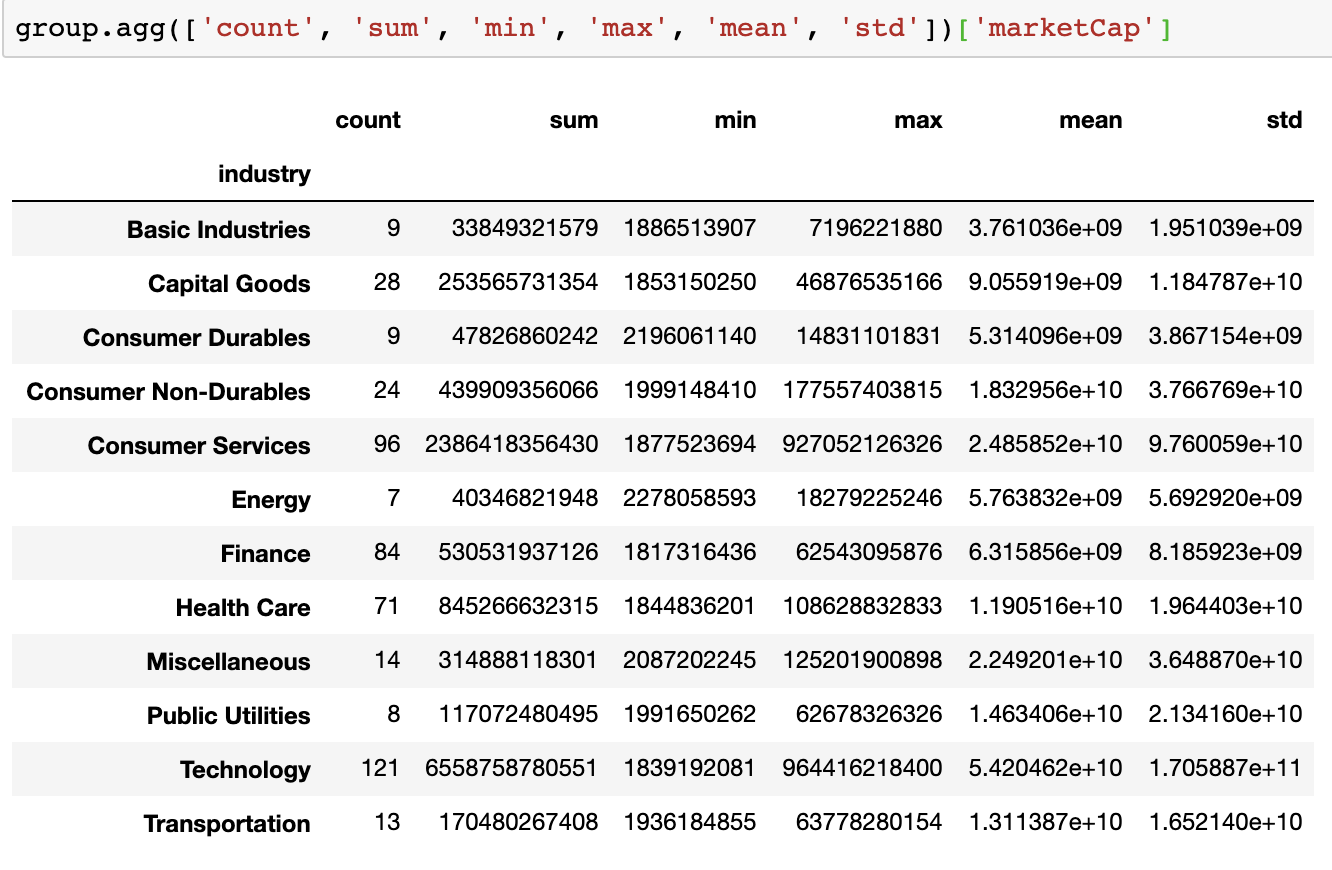 group.agg(['count', 'sum', 'min', 'max', 'mean', 'std'])['marketCap']
count sum min max mean std
industry
Basic Industries 9 33849321579 1886513907 7196221880 3.761036e+09 1.951039e+09
Capital Goods 28 253565731354 1853150250 46876535166 9.055919e+09 1.184787e+10
Consumer Durables 9 47826860242 2196061140 14831101831 5.314096e+09 3.867154e+09
Consumer Non-Durables 24 439909356066 1999148410 177557403815 1.832956e+10 3.766769e+10
Consumer Services 96 2386418356430 1877523694 927052126326 2.485852e+10 9.760059e+10
Energy 7 40346821948 2278058593 18279225246 5.763832e+09 5.692920e+09
Finance 84 530531937126 1817316436 62543095876 6.315856e+09 8.185923e+09
Health Care 71 845266632315 1844836201 108628832833 1.190516e+10 1.964403e+10
Miscellaneous 14 314888118301 2087202245 125201900898 2.249201e+10 3.648870e+10
Public Utilities 8 117072480495 1991650262 62678326326 1.463406e+10 2.134160e+10
Technology 121 6558758780551 1839192081 964416218400 5.420462e+10 1.705887e+11
Transportation 13 170480267408 1936184855 63778280154 1.311387e+10 1.652140e+10